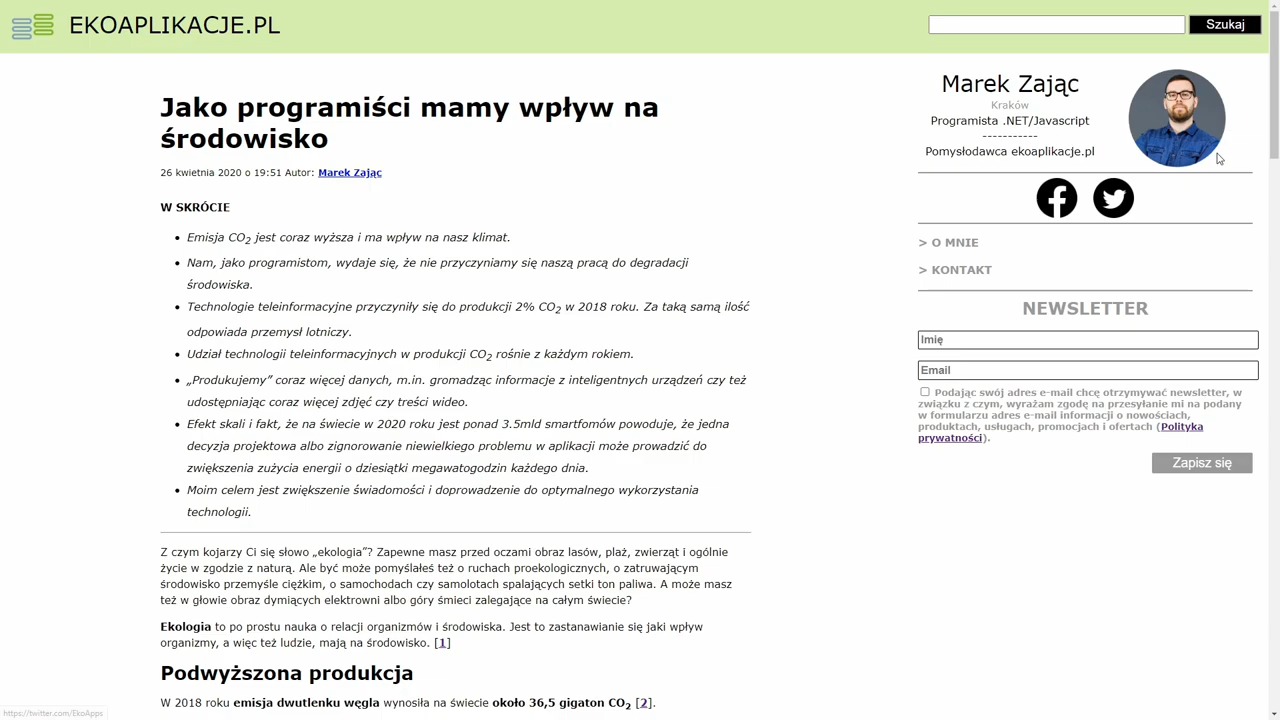 EKOAPLIKACJE.PL
Szukaj
Jako programiści mamy wpływ na
środowisko
26 kwietnia 2020 o 19:51 Autor: Marek Zając
W SKRÓCIE
• Emisja CO2 jest coraz wyższa i ma wpływ na nasz klimat.
• Nam, jako programistom, wydaje się, że nie przyczyniamy się naszą pracą do degradacji
środowiska.
• Technologie teleinformacyjne przyczyniły się do produkcji 2% CO2 w 2018 roku. Za taką samą ilość
odpowiada przemysł lotniczy.
• Udział technologii teleinformacyjnych w produkcji CO2 rośnie z każdym rokiem.
• „Produkujemy” coraz więcej danych, m.in. gromadząc informacje z inteligentnych urządzeń czy też
udostępniając coraz więcej zdjęć czy treści wideo.
• Efekt skali i fakt, że na świecie w 2020 roku jest ponad 3.5mld smartfomów powoduje, że jedna
decyzja projektowa albo zignorowanie niewielkiego problemu w aplikacji może prowadzić do
zwiększenia zużycia energii o dziesiątki megawatogodzin każdego dnia.
• Moim celem jest zwiększenie świadomości i doprowadzenie do optymalnego wykorzystania
technologii.
Z czym kojarzy Ci się słowo „ekologia”? Zapewne masz przed oczami obraz lasów, plaż, zwierząt i ogólnie
życie w zgodzie z naturą. Ale być może pomyślałeś też o ruchach proekologicznych, o zatruwającym
środowisko przemyśle ciężkim, o samochodach czy samolotach spalających setki ton paliwa. A może masz
też w głowie obraz dymiących elektrowni albo góry śmieci zalegające na całym świecie?
Ekologia to po prostu nauka o relacji organizmów i środowiska. Jest to zastanawianie się jaki wpływ
organizmy, a więc też ludzie, mają na środowisko. [1]
Podwyższona produkcja
W 2018 roku emisja dwutlenku węgla wynosiła na świecie około 36,5 gigaton CO2 [2].
Marek Zając
Kraków
Programista .NET/Javascript
-----------
Pomysłodawca ekoaplikacje.pl
> O MNIE
> KONTAKT
NEWSLETTER
Imię
Email
Podając swój adres e-mail chcę otrzymywać newsletter, w
związku z czym, wyrażam zgodę na przesyłanie mi na podany
w formularzu adres e-mail informacji o nowościach,
produktach, usługach, promocjach i ofertach (Polityka
prywatności).
Zapisz się
https://twitter.com/EkoApps